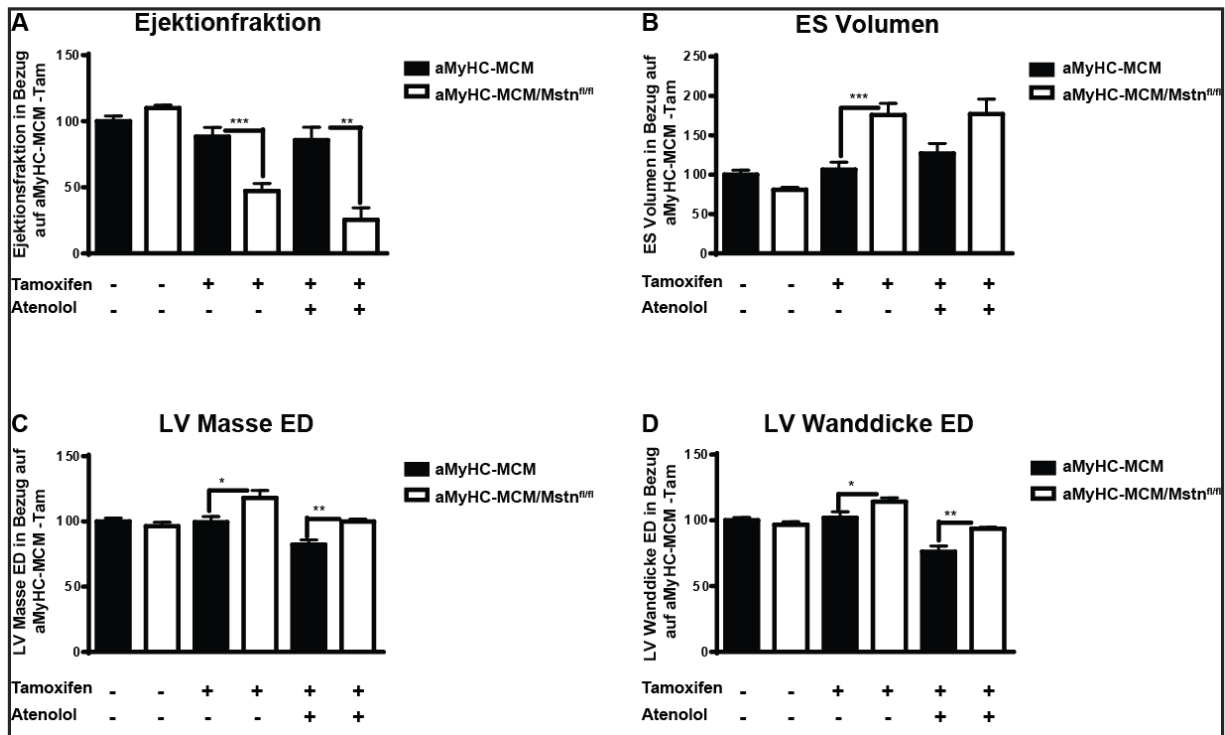 A Ejektionfraktion
Ejektionsfraktion in Bezug
auf aMyHC-MCM -Tam
150
100
50
0
*** **
aMyHC-MCM
aMyHC-MCM/Mstnfl/fl
Tamoxifen - - + + + +
Atenolol - - - - + +
B ES Volumen
ES Volumen in Bezug auf
aMyHC-MCM -Tam
250
200
150
100
50
0
***
aMyHC-MCM
aMyHC-MCM/Mstnfl/fl
Tamoxifen - - + + + +
Atenolol - - - - + +
C LV Masse ED
LV Masse ED in Bezug auf
aMyHC-MCM -Tam
150
100
50
0
* **
aMyHC-MCM
aMyHC-MCM/Mstnfl/fl
Tamoxifen - - + + + +
Atenolol - - - - + +
D LV Wanddicke ED
LV Wanddicke ED in Bezug
auf aMyHC-MCM -Tam
150
100
50
0
* **
aMyHC-MCM
aMyHC-MCM/Mstnfl/fl
Tamoxifen - - + + + +
Atenolol - - - - + +